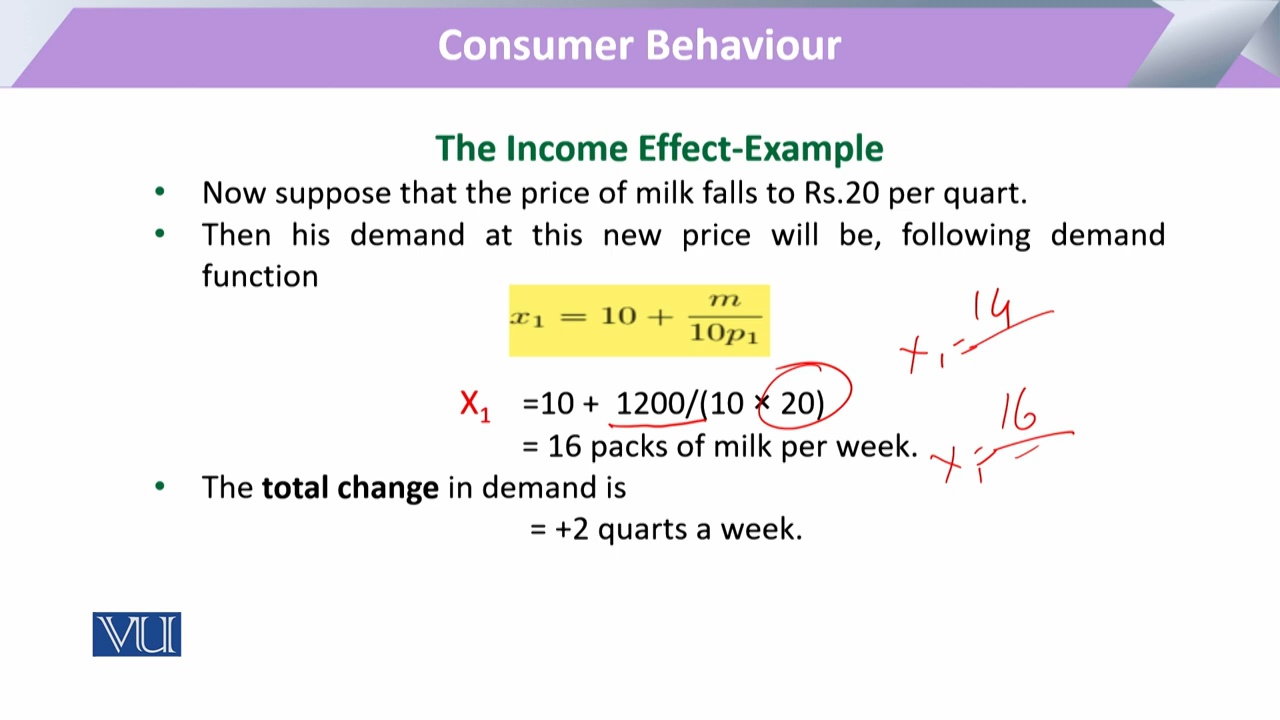 Consumer Behaviour
The Income Effect-Example
• Now suppose that the price of milk falls to Rs.20 per quart.
• Then his demand at this new price will be, following demand
function
x₁ = 10 + m/10p₁
X₁ =10 + 1200/(10 × 20)
= 16 packs of milk per week.
• The total change in demand is
= +2 quarts a week.
x₁ = 14
x₁ = 16
VU